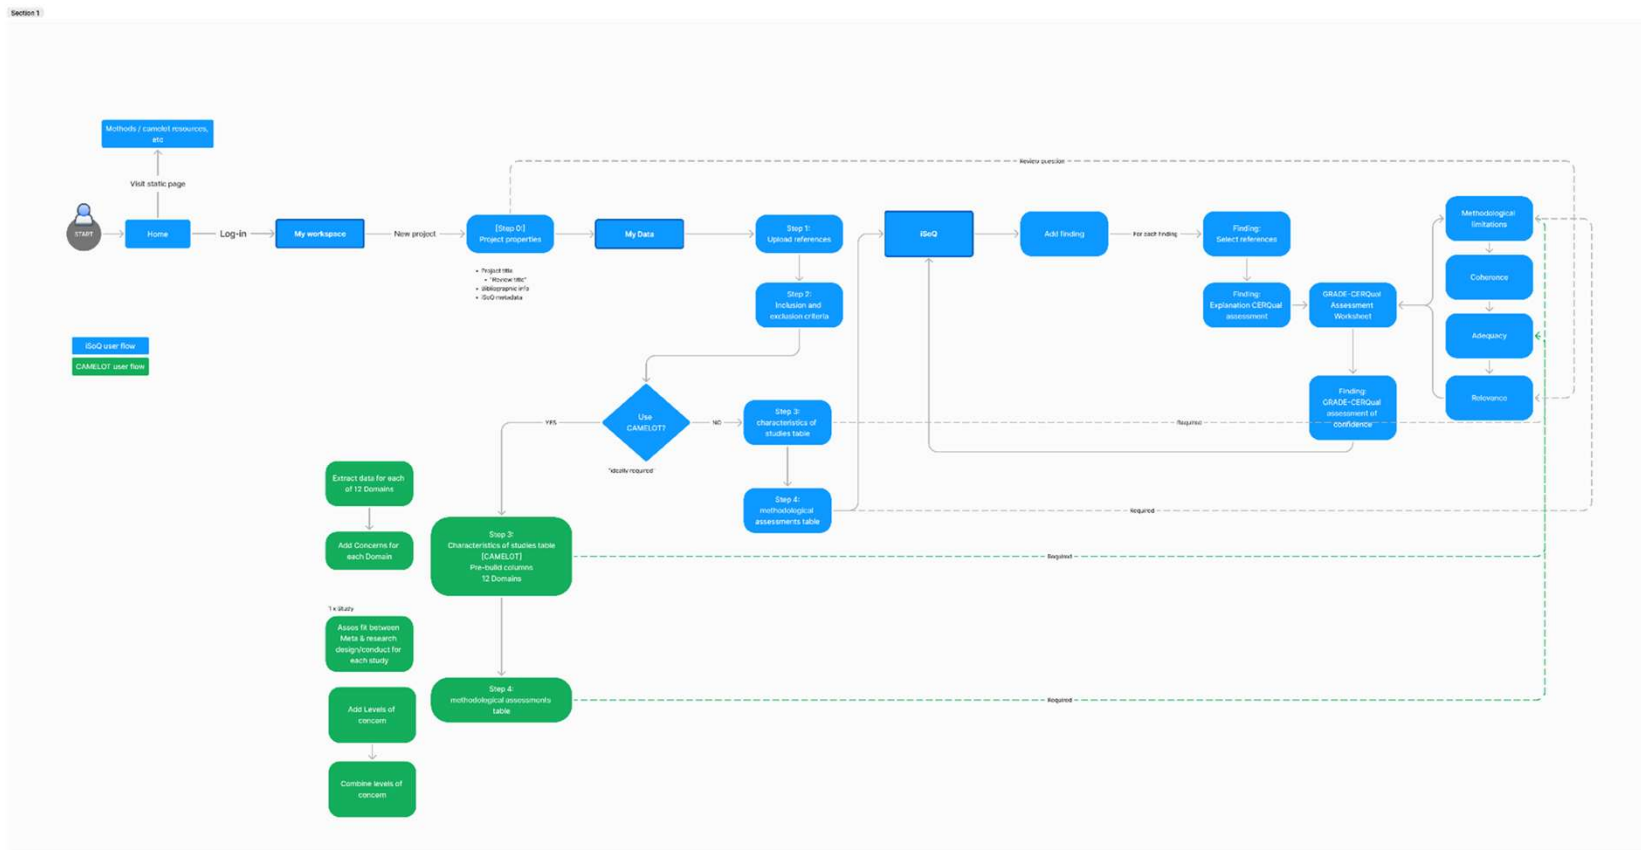 Section 1
Methods / camelot resources,
etc
Visit static page
START
Home
Log-in
My workspace
New project
[Step 0:]
Project properties
Project title
"Review title"
Bibliographic info
iSoQ metadata
My Data
Step 1:
Upload references
Step 2:
Inclusion and
exclusion criteria
Use
CAMELOT?
"ideally required"
YES
NO
Step 3:
characteristics of
studies table
Step 4:
methodological
assessments table
iSoQ
Add finding
For each finding
Finding:
Select references
Finding:
Explanation CERQual
assessment
GRADE-CERQual
Assessment
Worksheet
Finding:
GRADE-CERQual
assessment of
confidence
Methodological
limitations
Coherence
Adequacy
Relevance
Review question
Required
Required
Required
Required
iSoQ user flow
CAMELOT user flow
Extract data for each
of 12 Domains
Add Concerns for
each Domain
1 x Study
Asses fit between
Meta & research
design/conduct for
each study
Add Levels of
concern
Combine levels of
concern
Step 3:
Characteristics of studies table
(CAMELOT)
Pre-build columns
12 Domains
Step 4:
methodological assessments
table